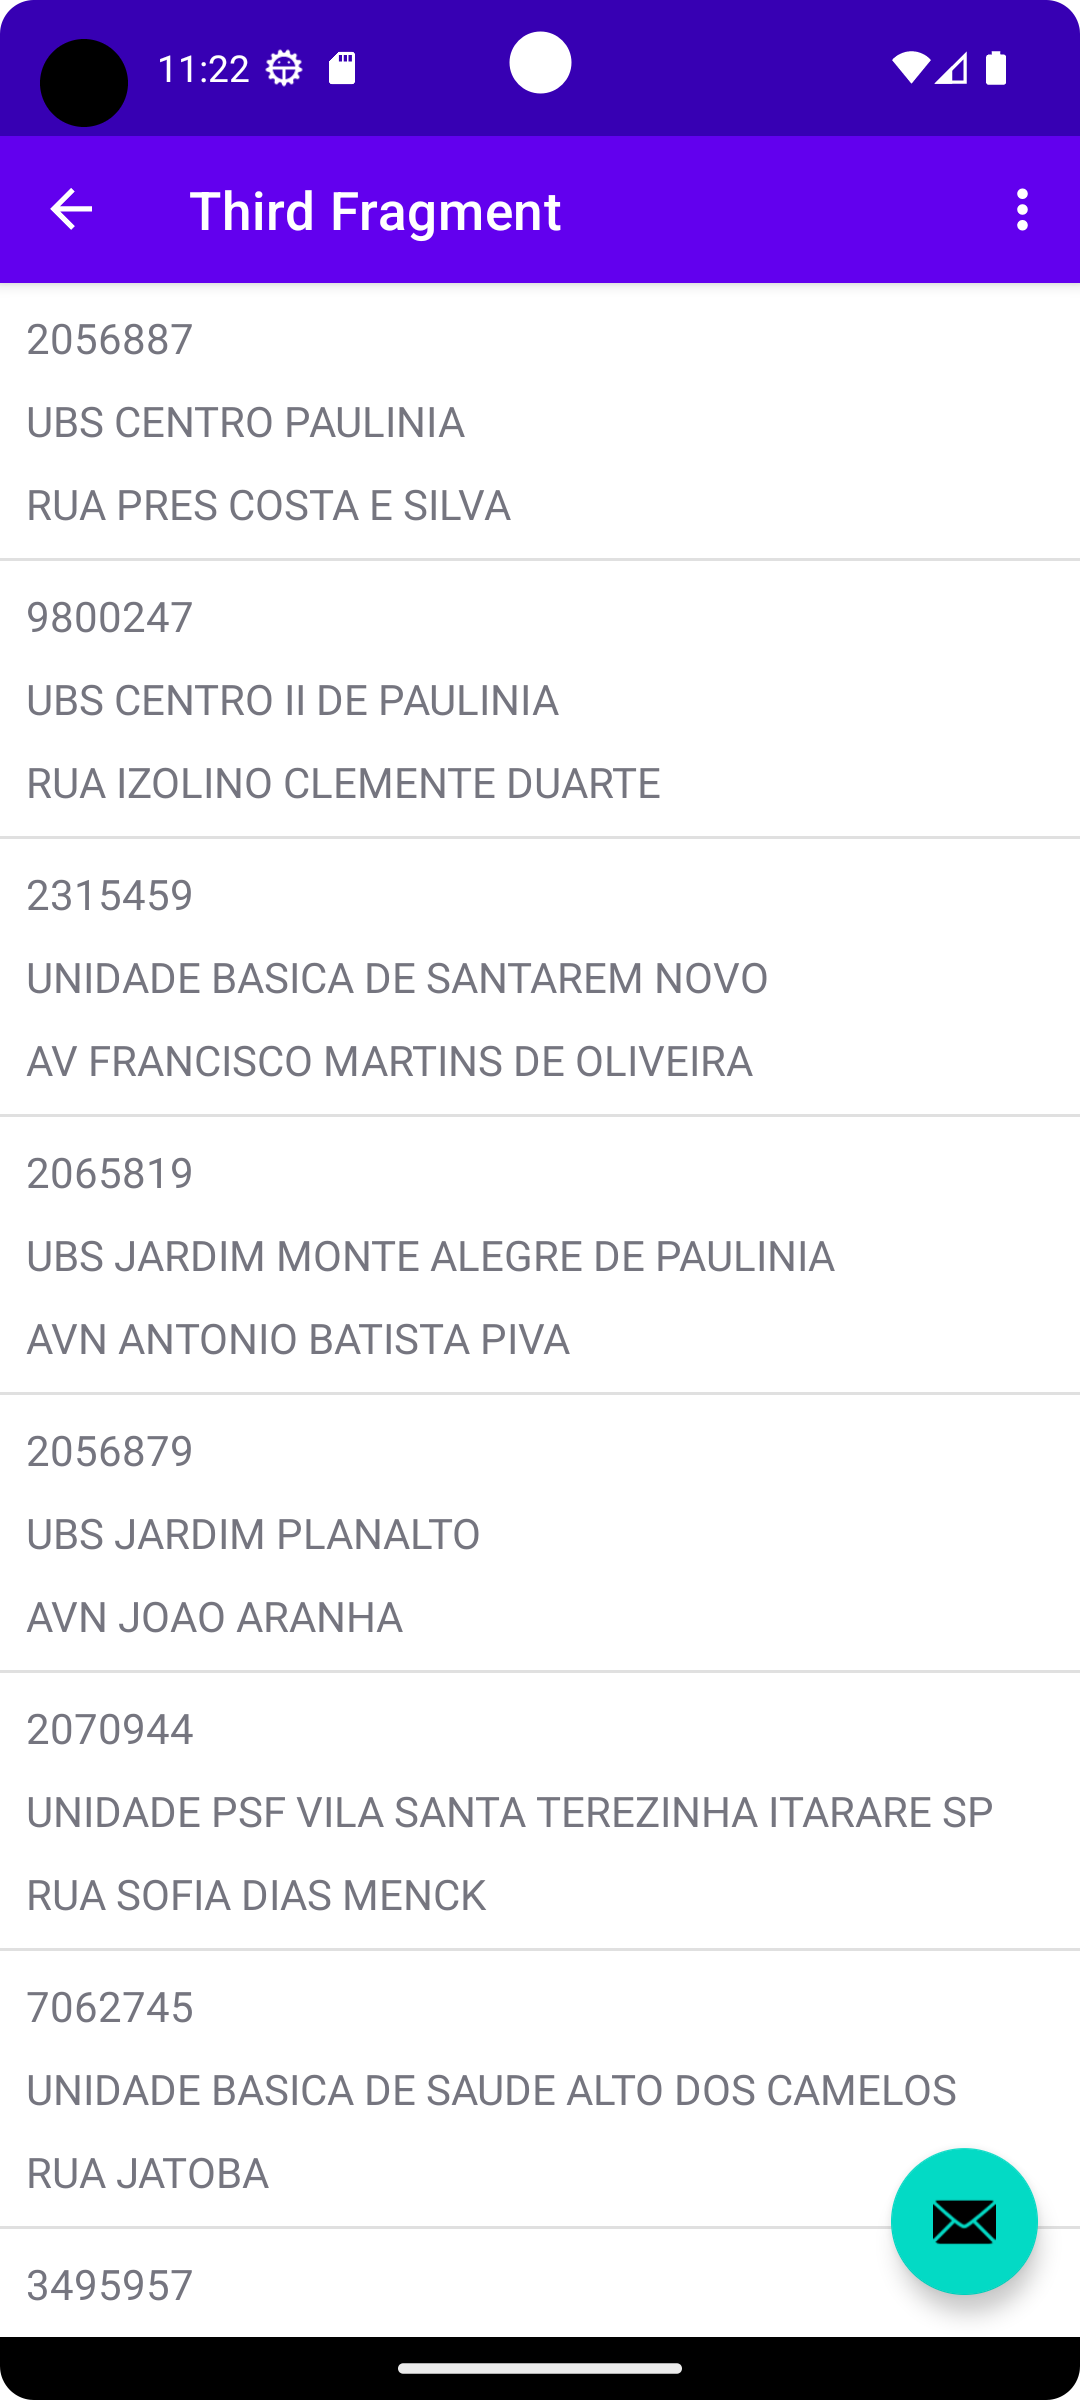 11:22
Third Fragment
2056887
UBS CENTRO PAULINIA
RUA PRES COSTA E SILVA
9800247
UBS CENTRO II DE PAULINIA
RUA IZOLINO CLEMENTE DUARTE
2315459
UNIDADE BASICA DE SANTAREM NOVO
AV FRANCISCO MARTINS DE OLIVEIRA
2065819
UBS JARDIM MONTE ALEGRE DE PAULINIA
AVN ANTONIO BATISTA PIVA
2056879
UBS JARDIM PLANALTO
AVN JOAO ARANHA
2070944
UNIDADE PSF VILA SANTA TEREZINHA ITARARE SP
RUA SOFIA DIAS MENCK
7062745
UNIDADE BASICA DE SAUDE ALTO DOS CAMELOS
RUA JATOBA
3495957